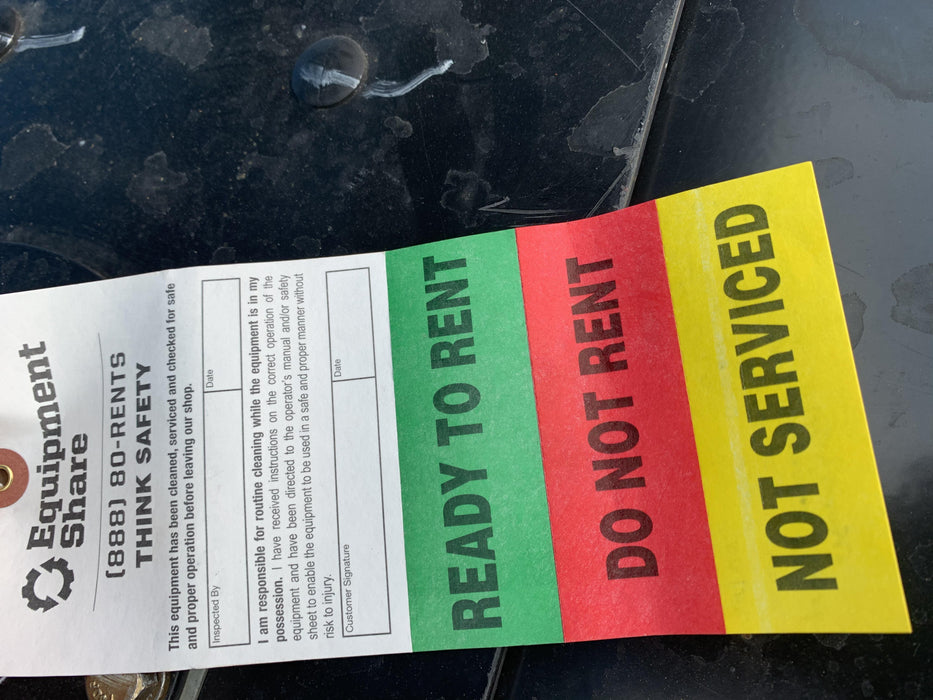 Equipment
Share
(888) 80-RENTS
THINK SAFETY
This equipment has been cleaned, serviced and checked for safe
and proper operation before leaving our shop.
Inspected By
Date
I am responsible for routine cleaning while the equipment is in my
possession. I have received instructions on the correct operation of the
equipment and have been directed to the operator's manual and/or safety
sheet to enable the equipment to be used in a safe and proper manner without
risk to injury.
Customer Signature
Date
READY TO RENT
DO NOT RENT
NOT SERVICED